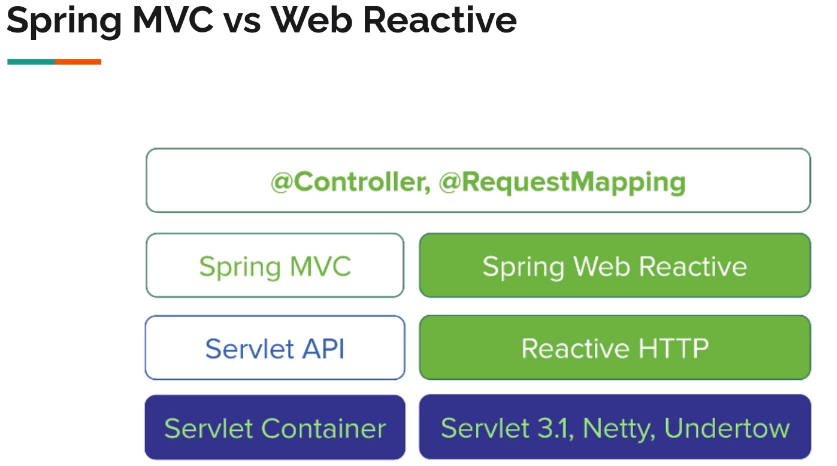 Spring MVC vs Web Reactive
@Controller, @RequestMapping
Spring MVC
Spring Web Reactive
Servlet API
Reactive HTTP
Servlet Container
Servlet 3.1, Netty, Undertow